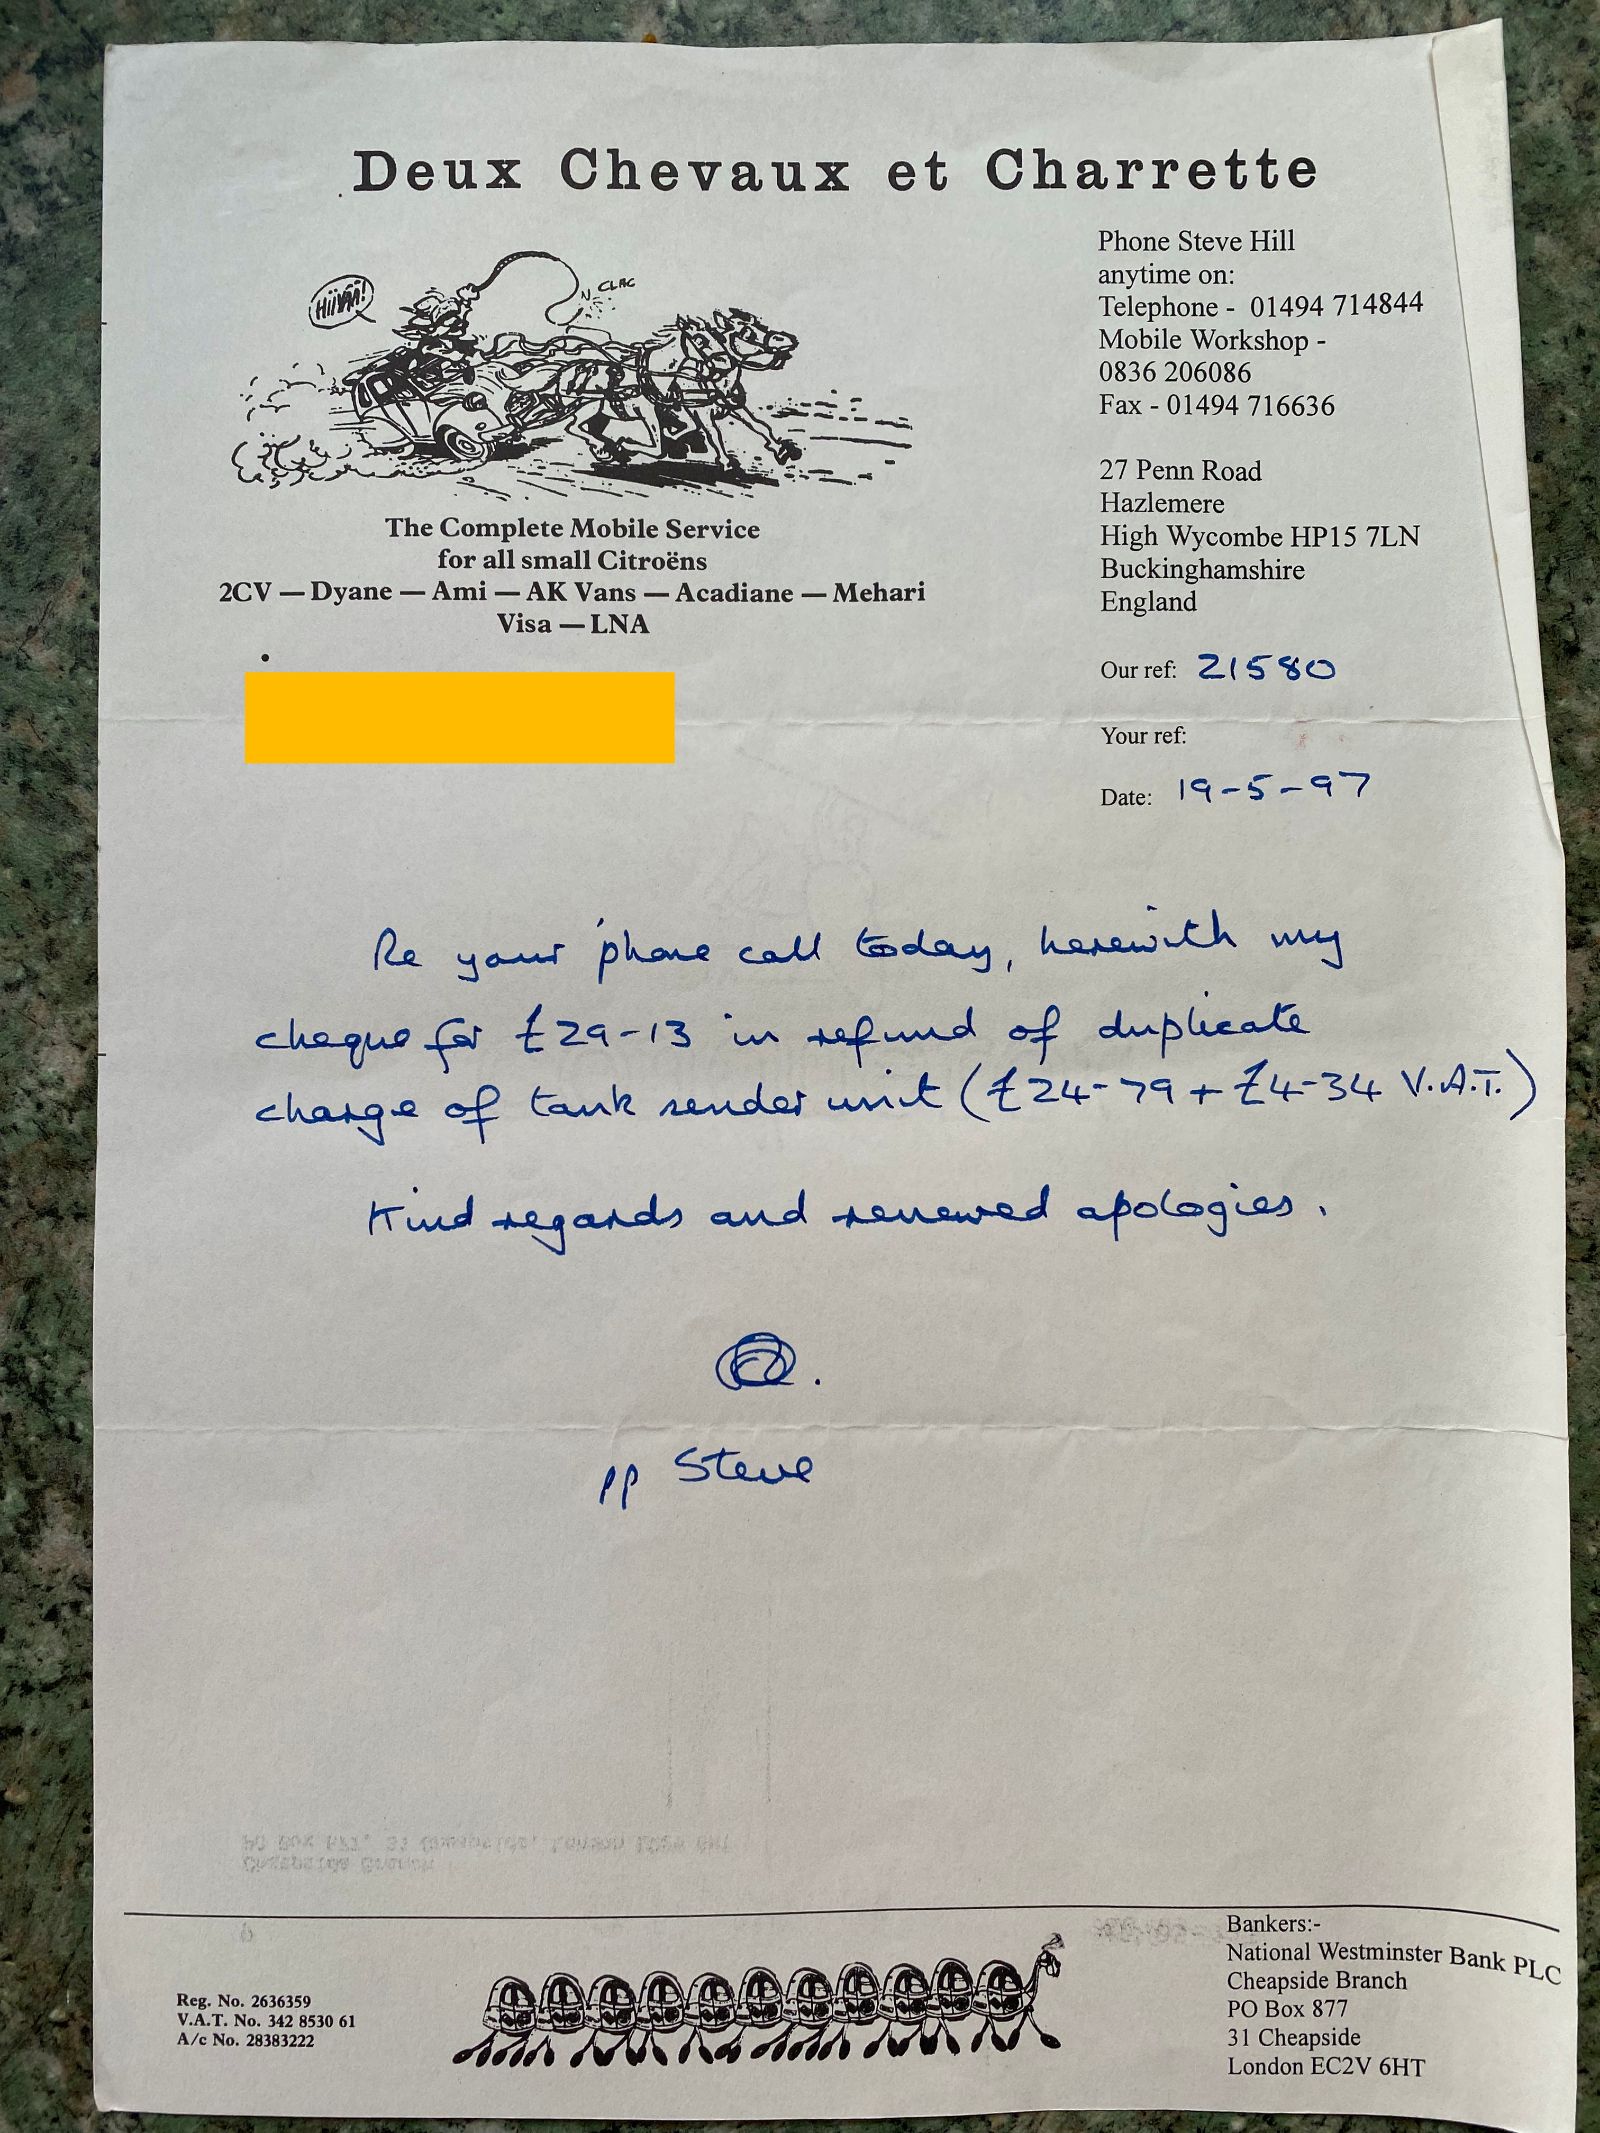 Deux Chevaux et Charrette
HiiYAA!
CLAC
The Complete Mobile Service
for all small Citroëns
2CV — Dyane — Ami — AK Vans — Acadiane — Mehari
Visa — LNA
Phone Steve Hill
anytime on:
Telephone - 01494 714844
Mobile Workshop -
0836 206086
Fax - 01494 716636
27 Penn Road
Hazlemere
High Wycombe HP15 7LN
Buckinghamshire
England
Our ref: 21580
Your ref:
Date: 19-5-97
Re your 'phone call today, herewith my
cheque for £29-13 in refund of duplicate
charge of tank sender unit (£24-79 + £4-34 V.A.T.)
Kind regards and renewed apologies.
pp Steve
Reg. No. 2636359
V.A.T. No. 342 8530 61
A/c No. 28383222
Bankers:-
National Westminster Bank PLC
Cheapside Branch
PO Box 877
31 Cheapside
London EC2V 6HT